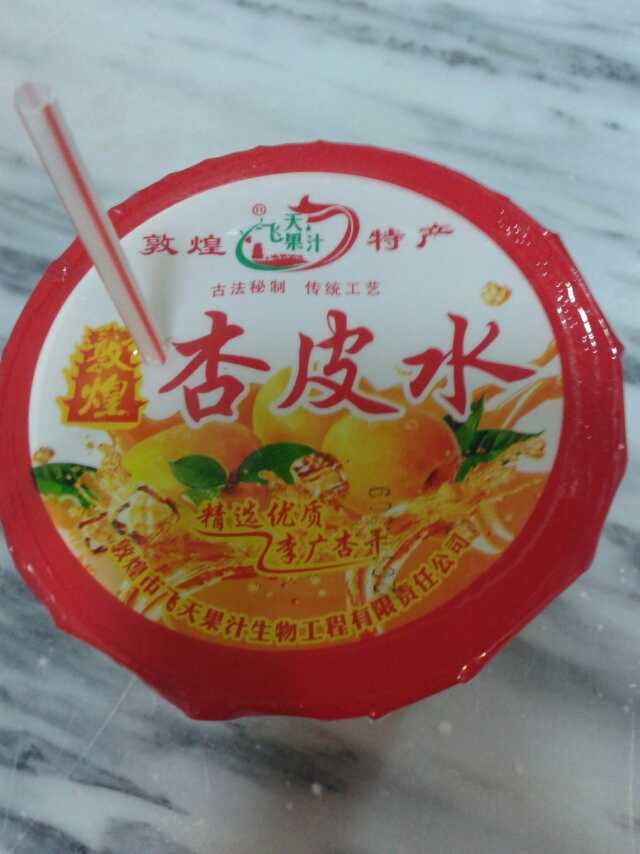 敦煌 飞天果汁 特产
®
古法秘制 传统工艺
敦煌
杏皮水
精选优质
李广杏干
敦煌市飞天果汁生物工程有限责任公司